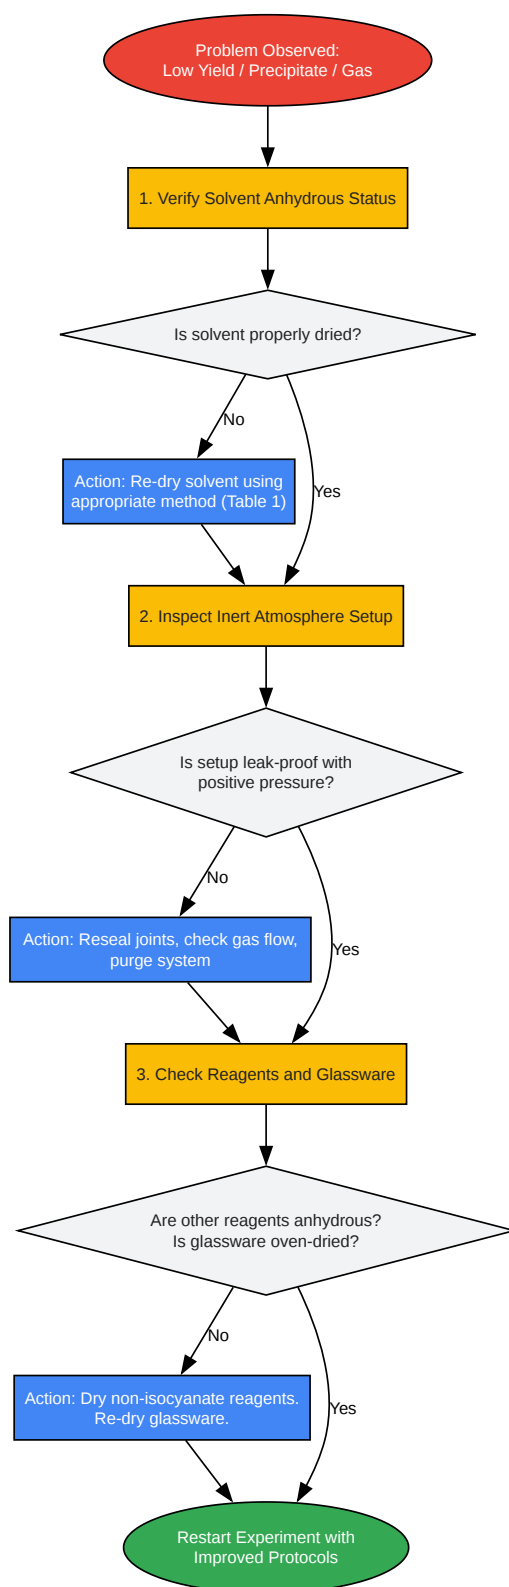 Problem Observed:
Low Yield / Precipitate / Gas
1. Verify Solvent Anhydrous Status
Is solvent properly dried?
No
Action: Re-dry solvent using
appropriate method (Table 1)
Yes
2. Inspect Inert Atmosphere Setup
Is setup leak-proof with
positive pressure?
No
Action: Reseal joints, check gas flow,
purge system
Yes
3. Check Reagents and Glassware
Are other reagents anhydrous?
Is glassware oven-dried?
No
Action: Dry non-isocyanate reagents.
Re-dry glassware.
Yes
Restart Experiment with
Improved Protocols